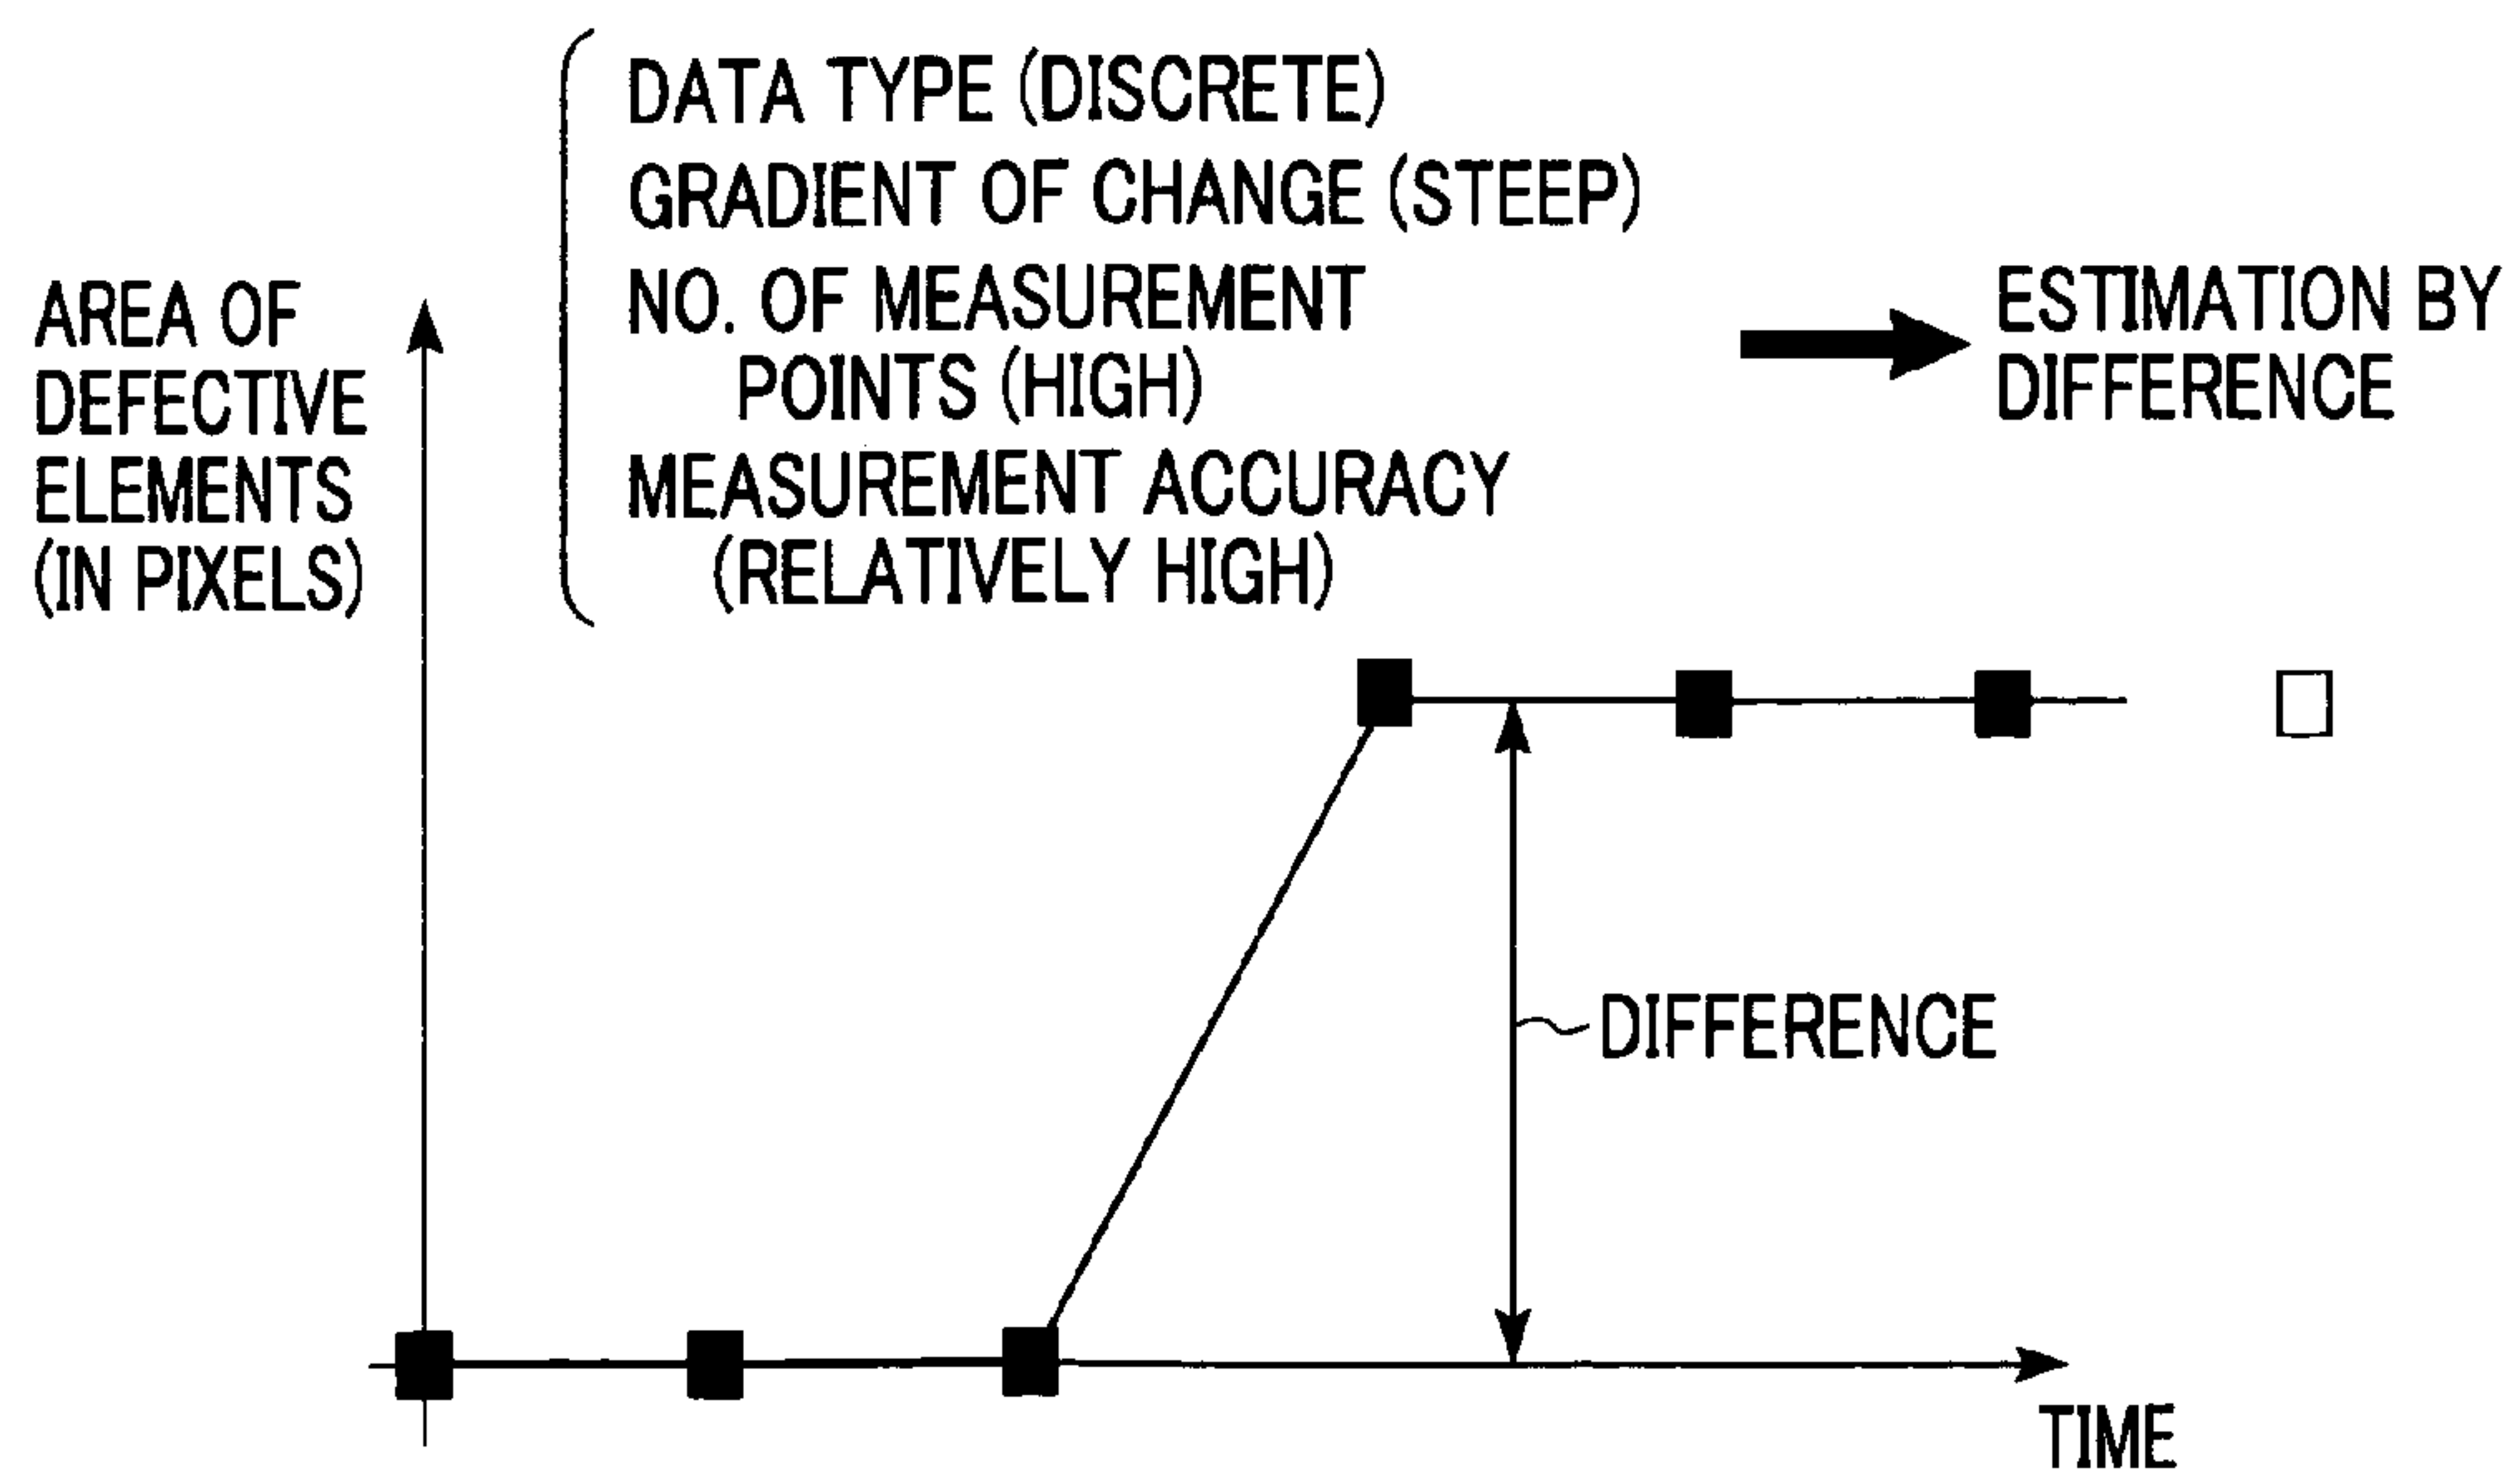 DATA TYPE (DISCRETE)
GRADIENT OF CHANGE (STEEP)
NO. OF MEASUREMENT
POINTS (HIGH)
MEASUREMENT ACCURACY
(RELATIVELY HIGH)
ESTIMATION BY
DIFFERENCE
AREA OF
DEFECTIVE
ELEMENTS
(IN PIXELS)
DIFFERENCE
TIME